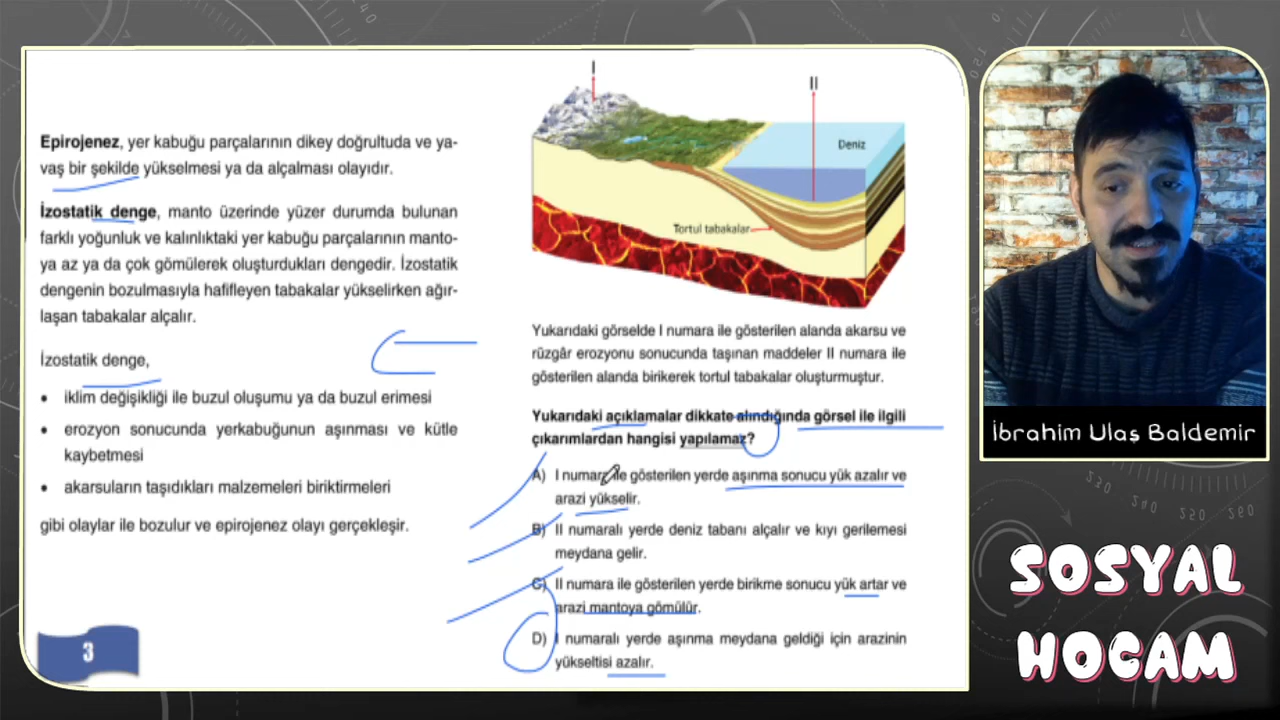 Epirojenez, yer kabuğu parçalarının dikey doğrultuda ve ya-
vaş bir şekilde yükselmesi ya da alçalması olayıdır.
İzostatik denge, manto üzerinde yüzer durumda bulunan
farklı yoğunluk ve kalınlıktaki yer kabuğu parçalarının manto-
ya az ya da çok gömülerek oluşturdukları dengedir. İzostatik
dengenin bozulmasıyla hafifleyen tabakalar yükselirken ağır-
laşan tabakalar alçalır.
İzostatik denge,
• iklim değişikliği ile buzul oluşumu ya da buzul erimesi
• erozyon sonucunda yerkabuğunun aşınması ve kütle
kaybetmesi
• akarsuların taşıdıkları malzemeleri biriktirmeleri
gibi olaylar ile bozulur ve epirojenez olayı gerçekleşir.
3
I
II
Deniz
Tortul tabakalar
Yukarıdaki görselde I numara ile gösterilen alanda akarsu ve
rüzgâr erozyonu sonucunda taşınan maddeler II numara ile
gösterilen alanda birikerek tortul tabakalar oluşturmuştur.
Yukarıdaki açıklamalar dikkate alındığında görsel ile ilgili
çıkarımlardan hangisi yapılamaz?
A) I numara ile gösterilen yerde aşınma sonucu yük azalır ve
arazi yükselir.
B) II numaralı yerde deniz tabanı alçalır ve kıyı gerilemesi
meydana gelir.
C) II numara ile gösterilen yerde birikme sonucu yük artar ve
arazi mantoya gömülür.
D) I numaralı yerde aşınma meydana geldiği için arazinin
yükseltisi azalır.
İbrahim Ulaş Baldemir
SOSYAL
HOCAM